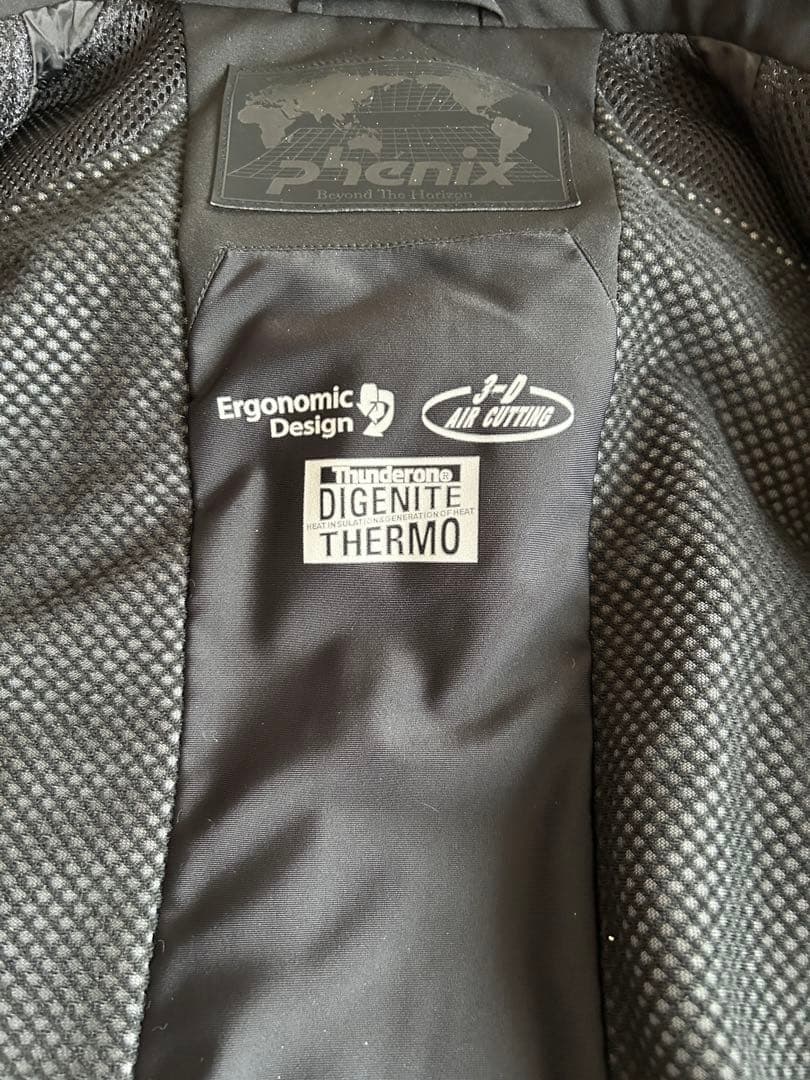 phenix
Beyond The Horizon
Ergonomic
Design
3-D
AIR CUTTING
Thunderon®
DIGENITE
HEAT INSULATION&GENERATION OF HEAT
THERMO